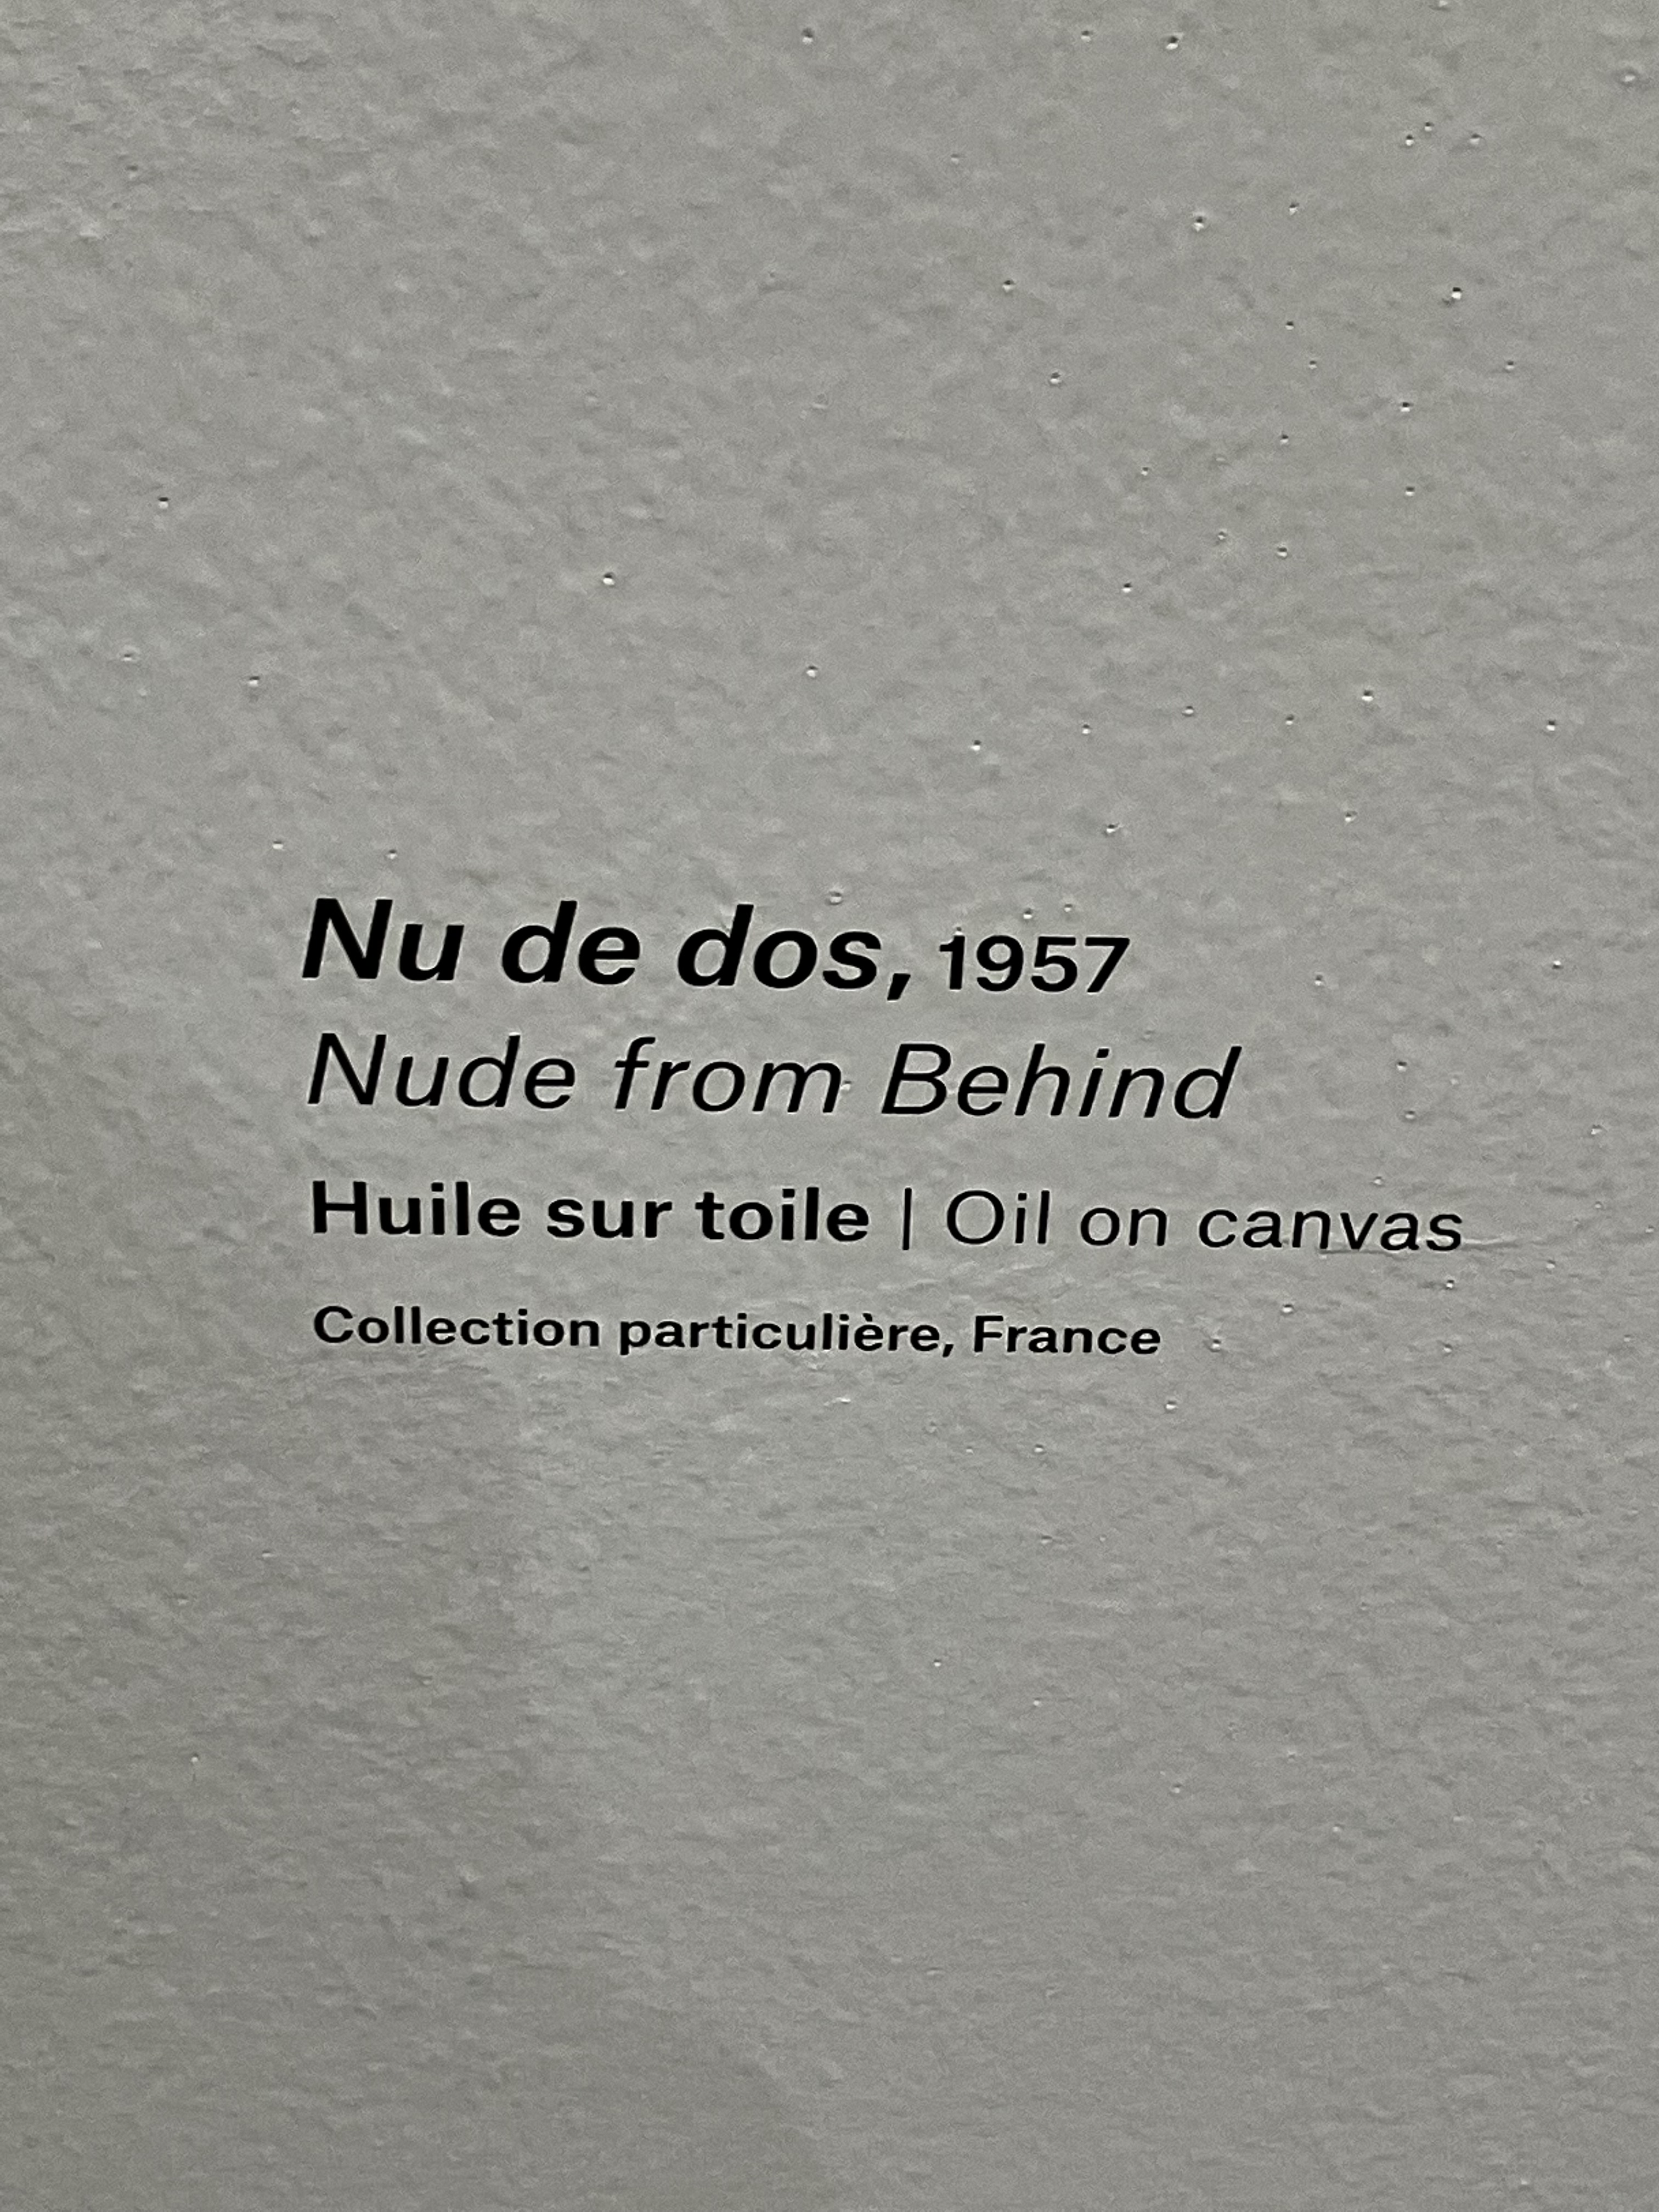 Nu de dos, 1957
Nude from Behind
Huile sur toile | Oil on canvas
Collection particulière, France